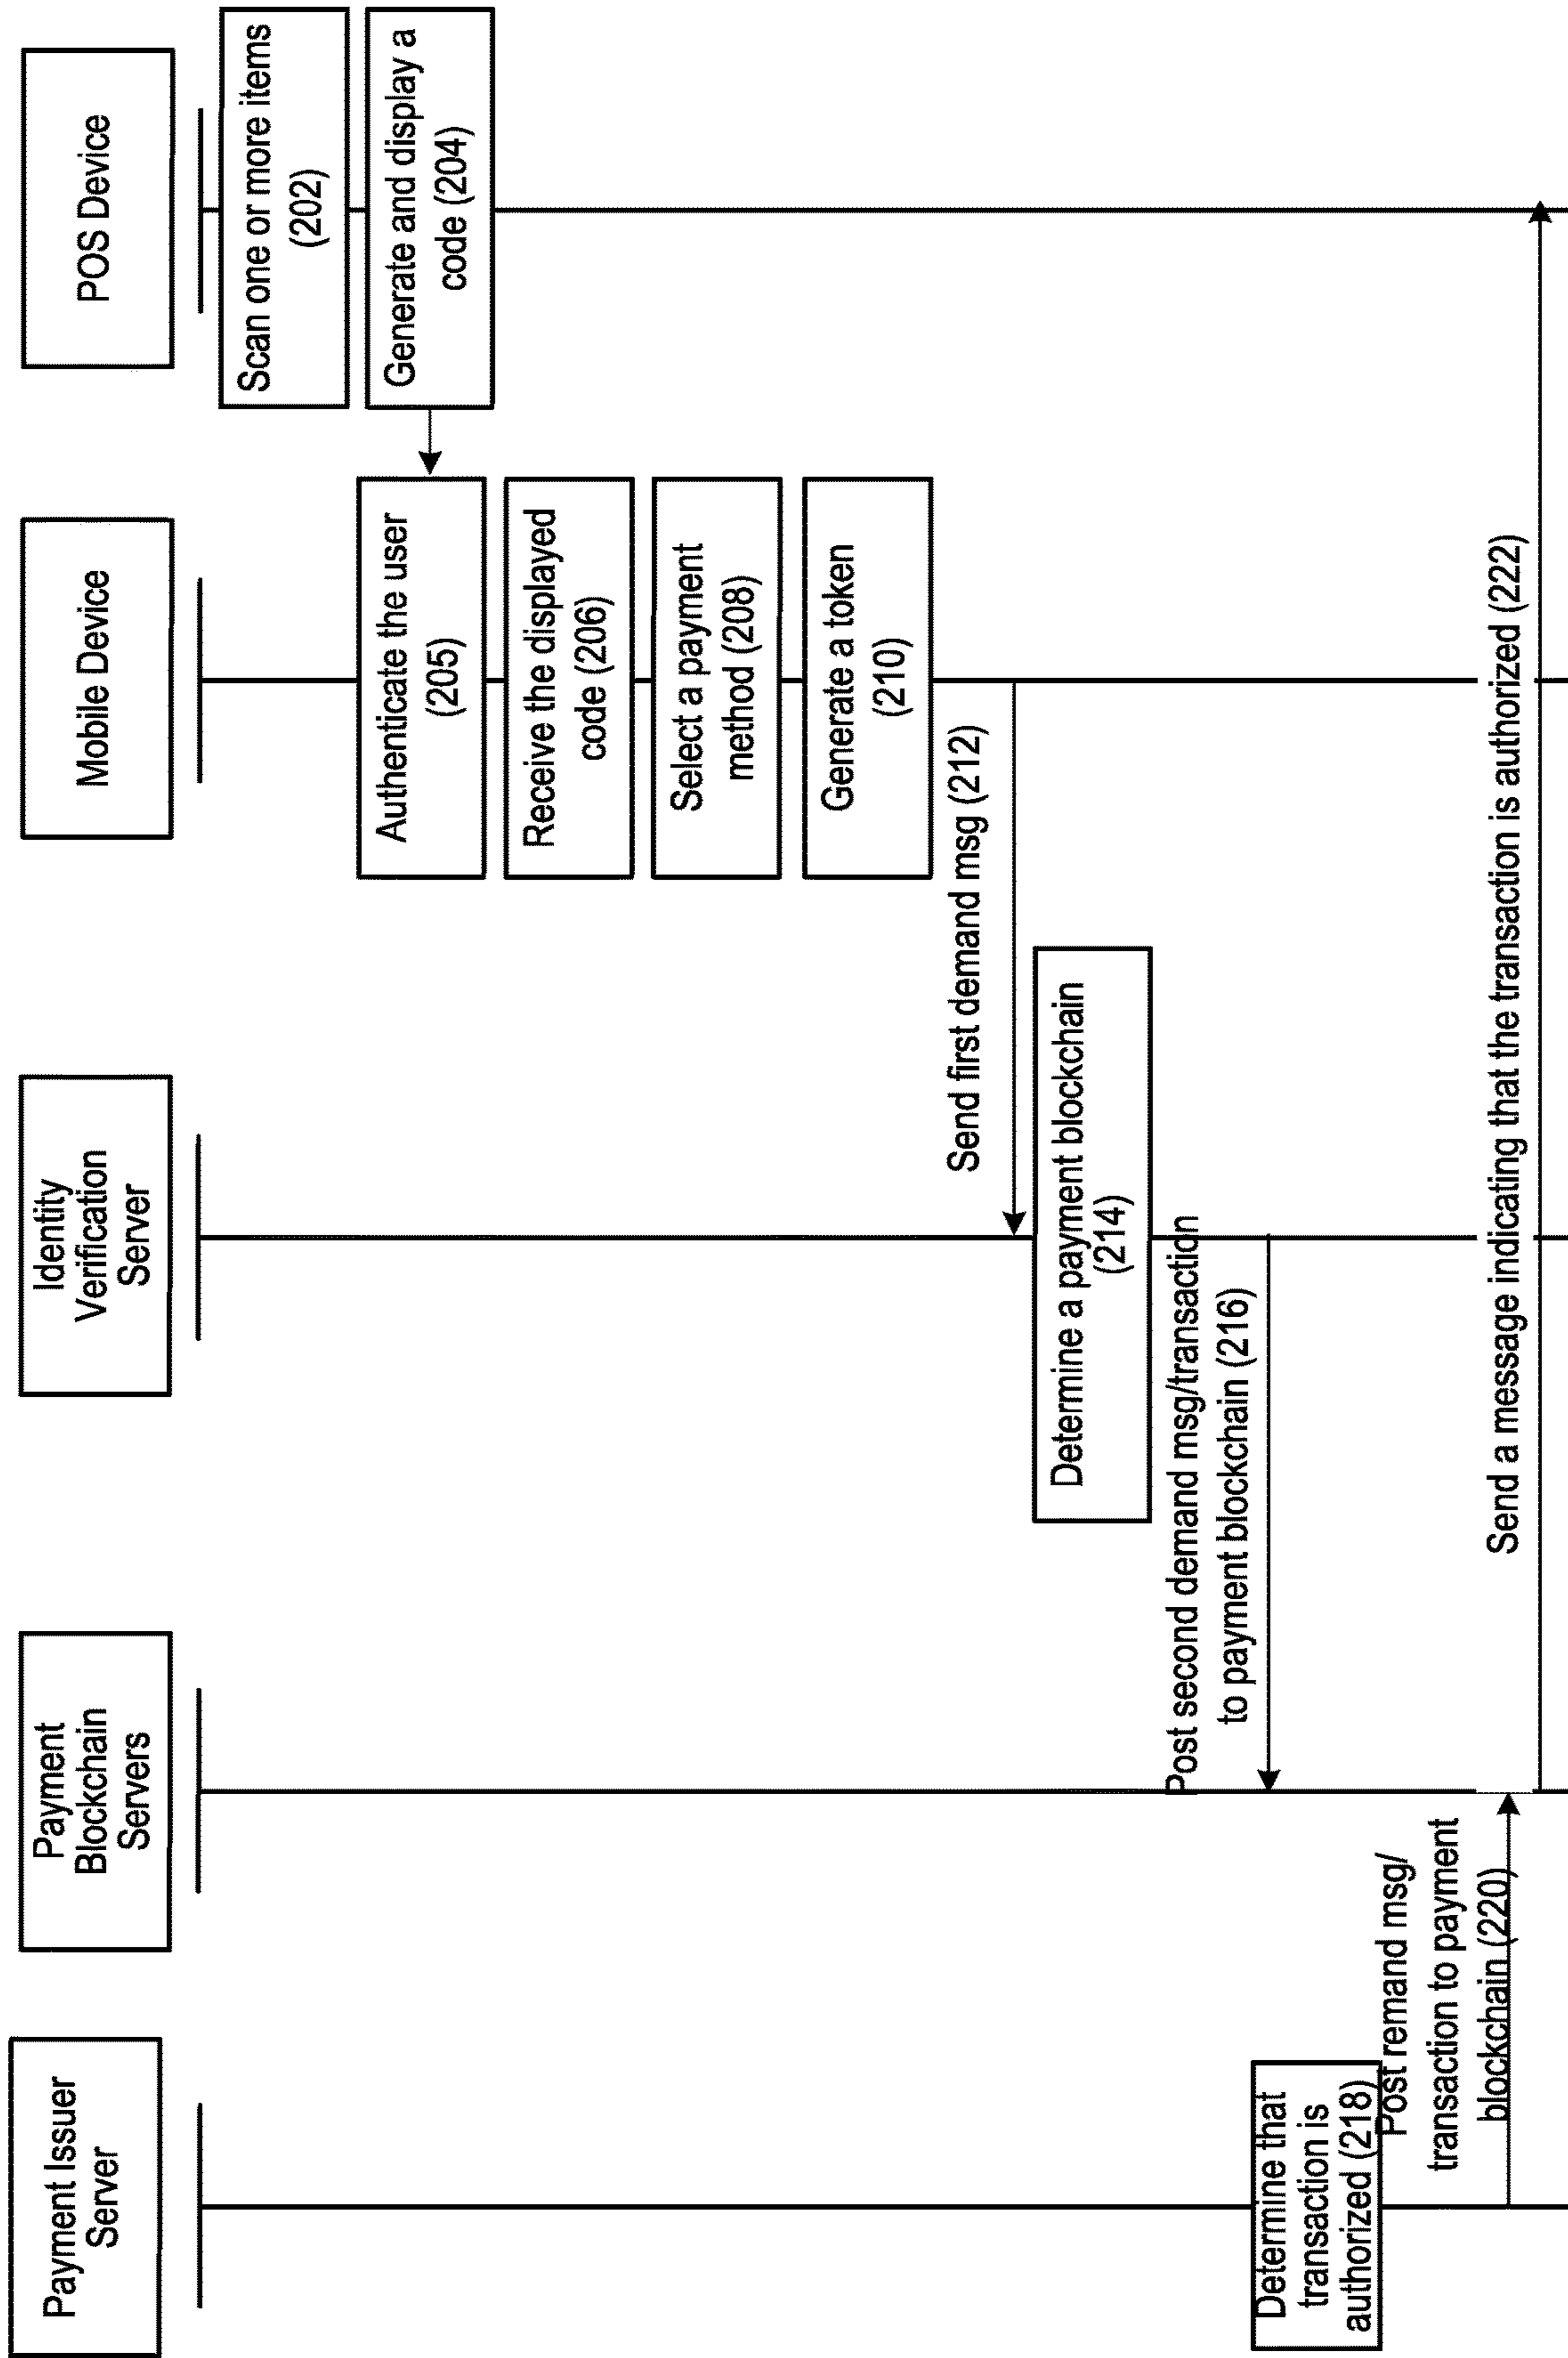 Payment Issuer
Server
Payment
Blockchain
Servers
Identity
Verification
Server
Mobile Device
POS Device
Scan one or more items
(202)
Generate and display a
code (204)
Authenticate the user
(205)
Receive the displayed
code (206)
Select a payment
method (208)
Generate a token
(210)
Send first demand msg (212)
Determine a payment blockchain
(214)
Post second demand msg/transaction
to payment blockchain (216)
Determine that
transaction is
authorized (218)
Post remand msg/
transaction to payment
blockchain (220)
Send a message indicating that the transaction is authorized (222)